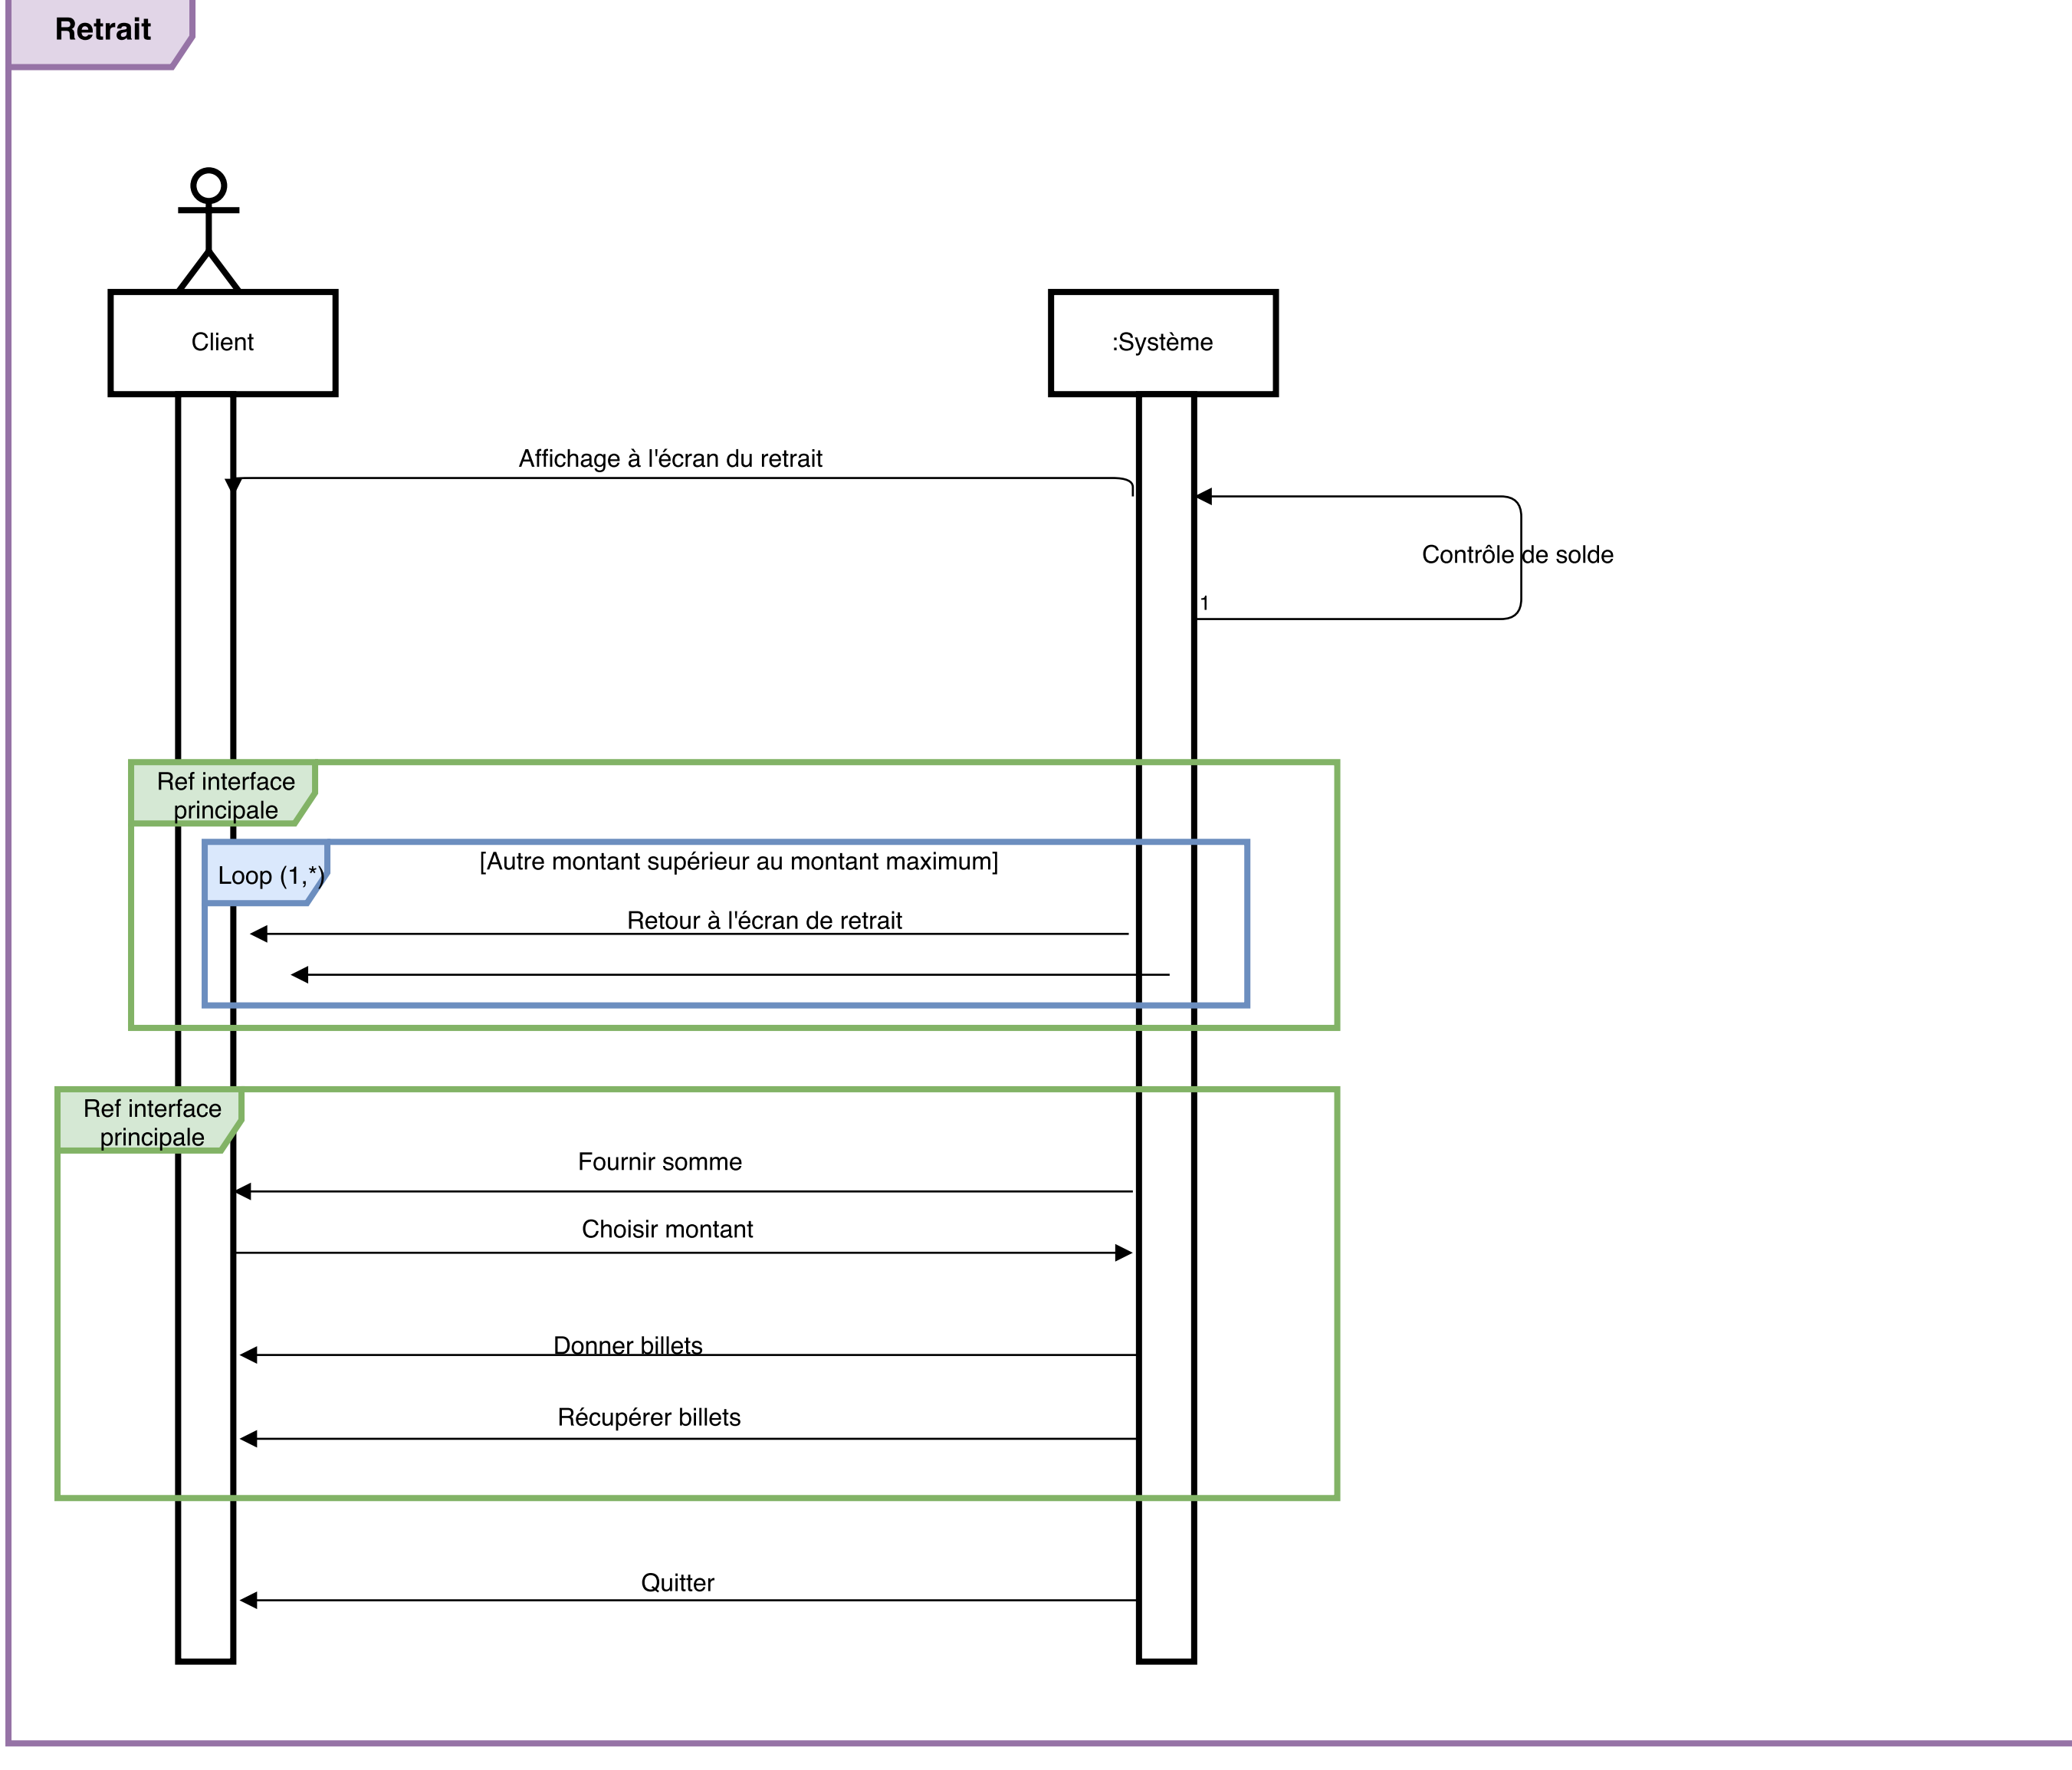 Retrait
Client
:Système
Affichage à l'écran du retrait
Contrôle de solde
1
Ref interface
principale
Loop (1,*)
[Autre montant supérieur au montant maximum]
Retour à l'écran de retrait
Ref interface
principale
Fournir somme
Choisir montant
Donner billets
Récupérer billets
Quitter